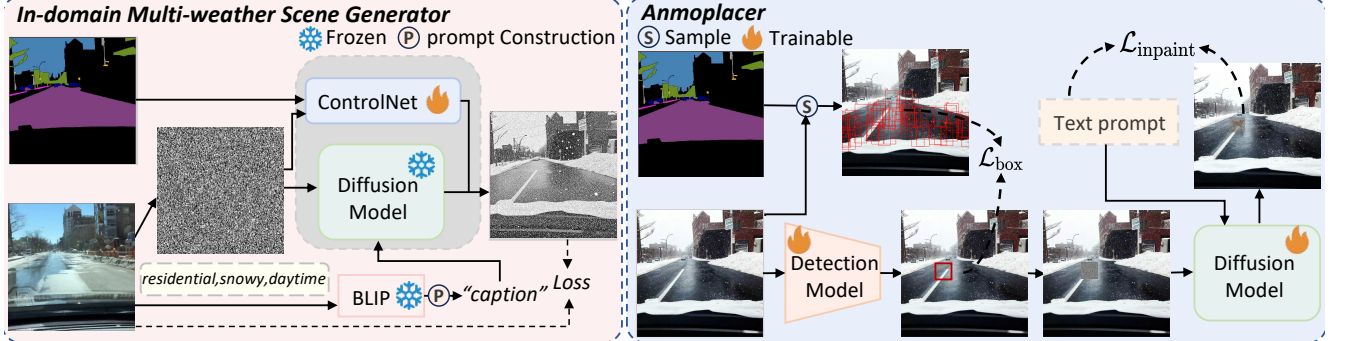 In-domain Multi-weather Scene Generator
Frozen P prompt Construction
ControlNet
Diffusion
Model
residential,snowy,daytime
BLIP
P
"caption"
Loss
Anmoplacer
S Sample Trainable
S
L_box
Detection
Model
L_inpaint
Text prompt
Diffusion
Model